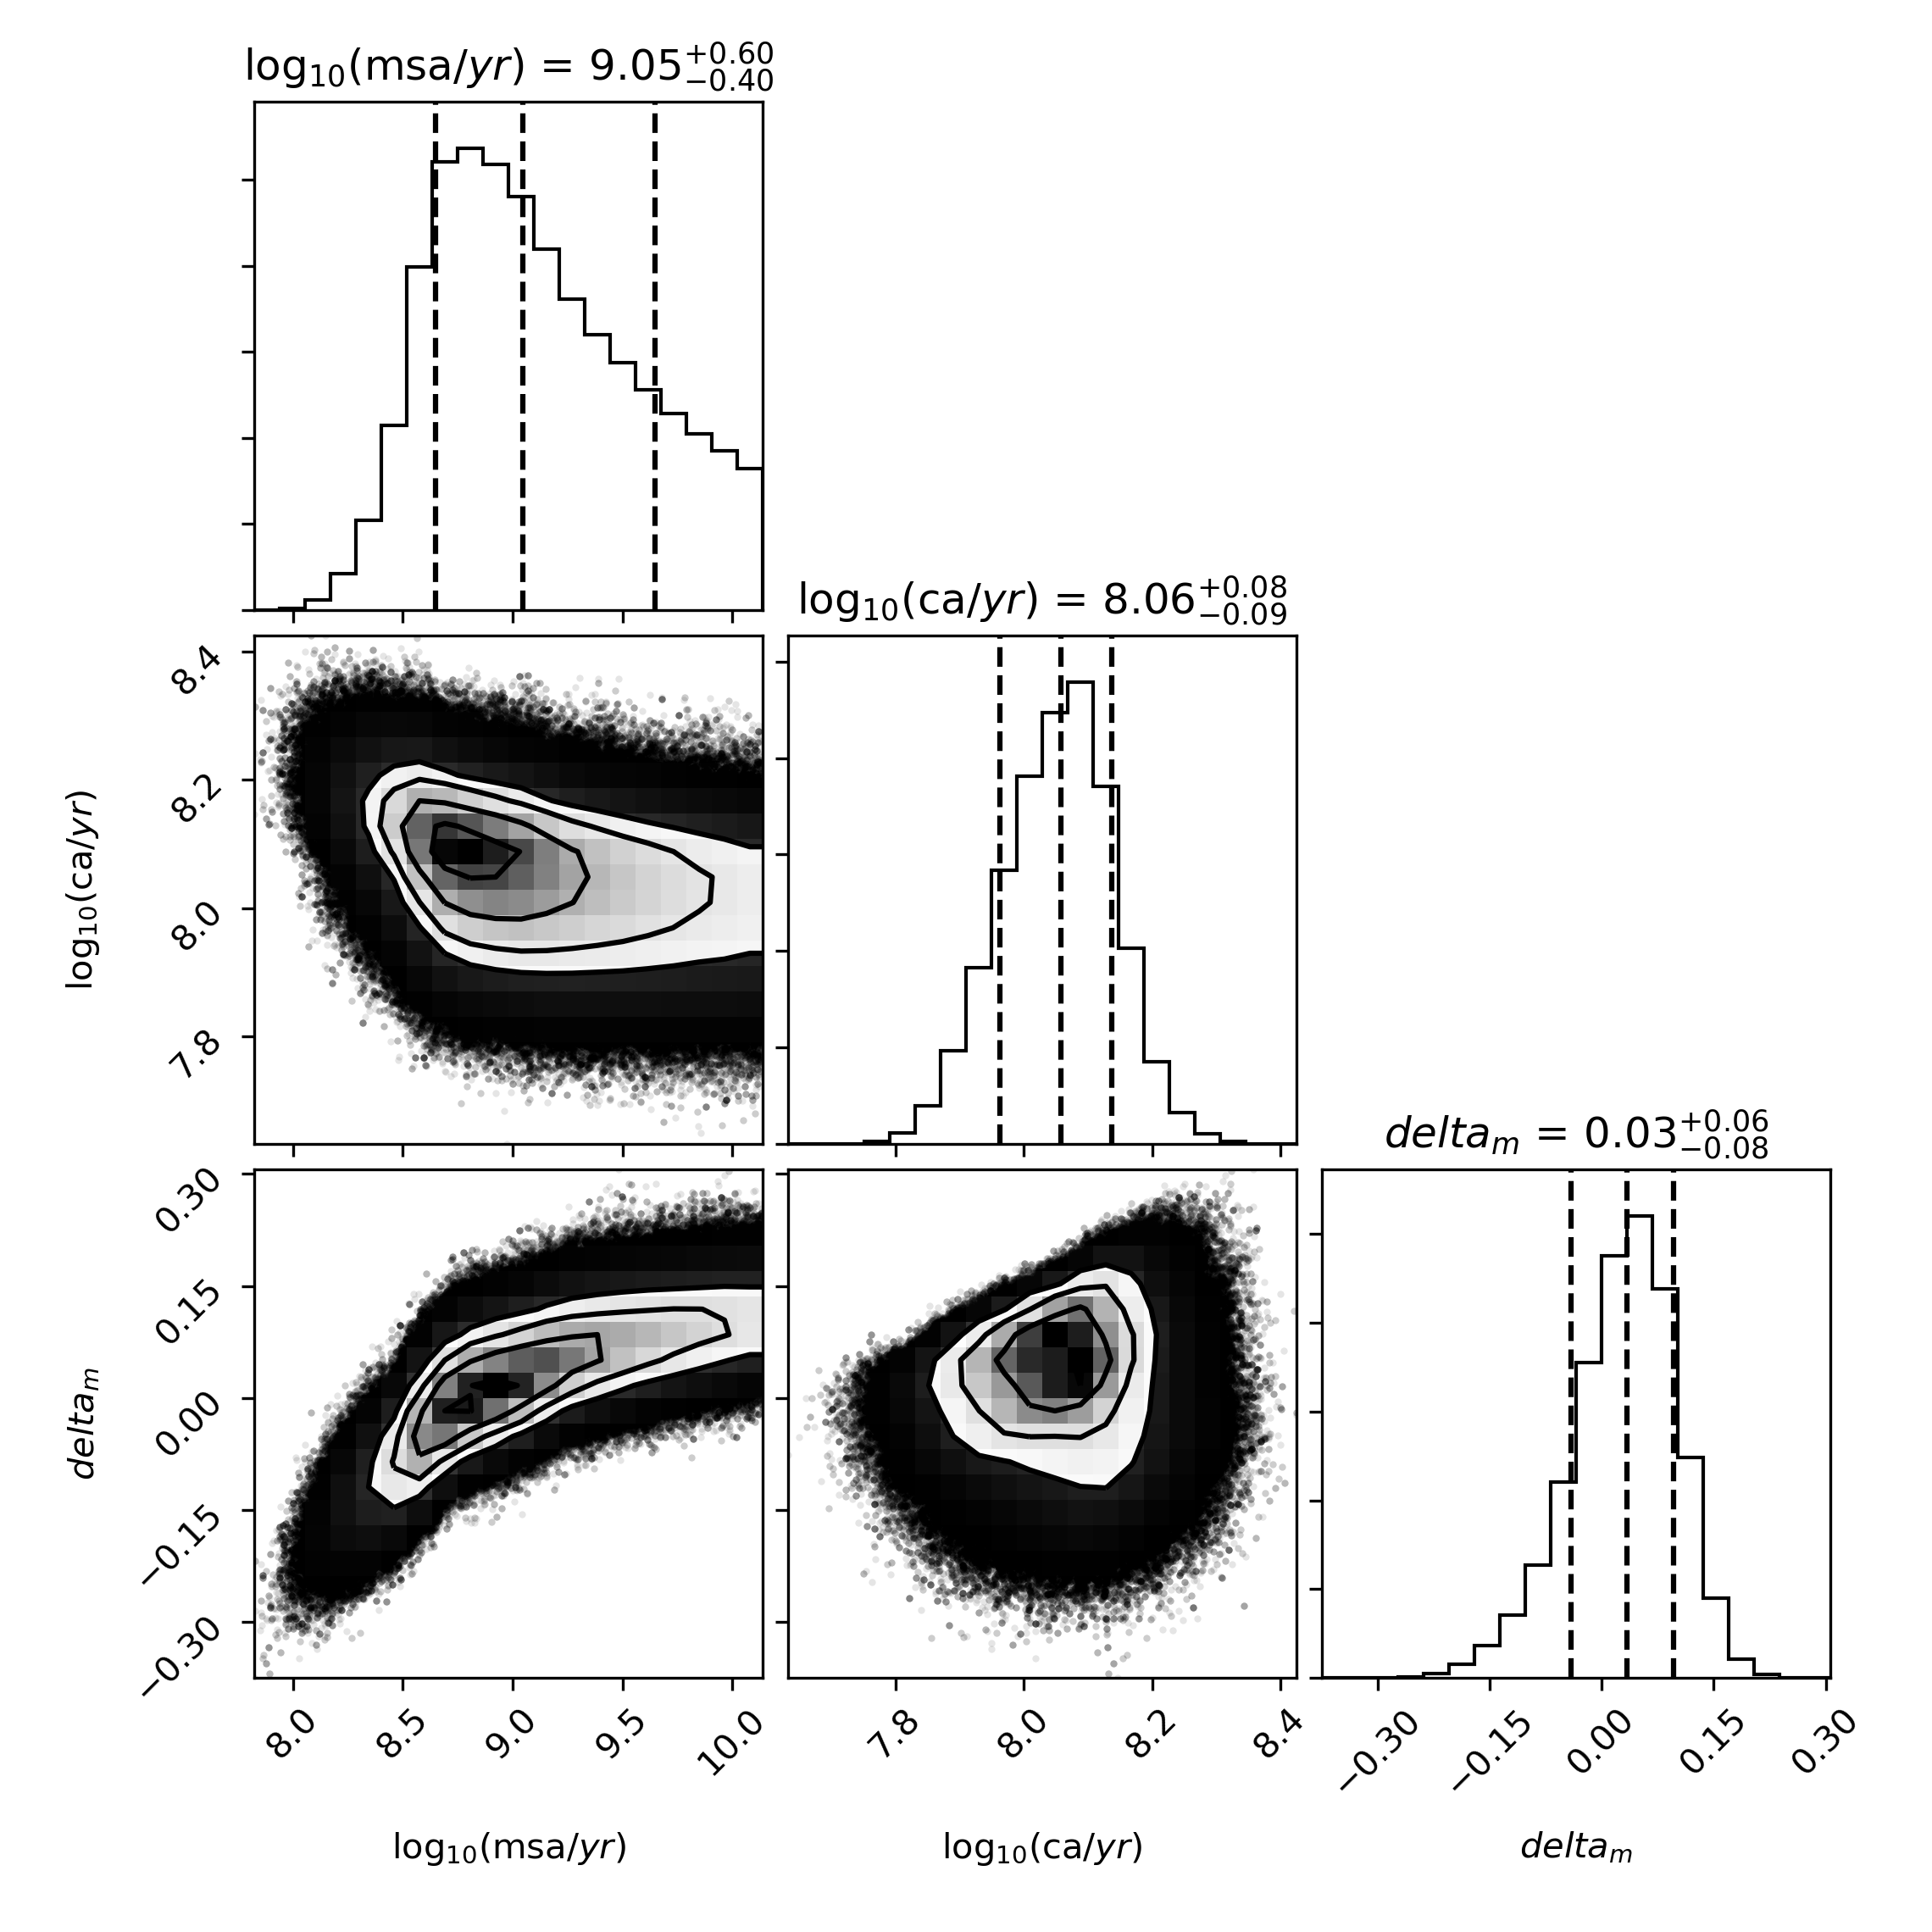 log₁₀(msa/yr) = 9.05 +0.60 −0.40
log₁₀(ca/yr) = 8.06 +0.08 −0.09
8.4
8.2
8.0
7.8
log₁₀(ca/yr)
deltaₘ = 0.03 +0.06 −0.08
0.30
0.15
0.00
−0.15
−0.30
deltaₘ
8.0 8.5 9.0 9.5 10.0 7.8 8.0 8.2 8.4 −0.30 −0.15 0.00 0.15 0.30
log₁₀(msa/yr) log₁₀(ca/yr) deltaₘ